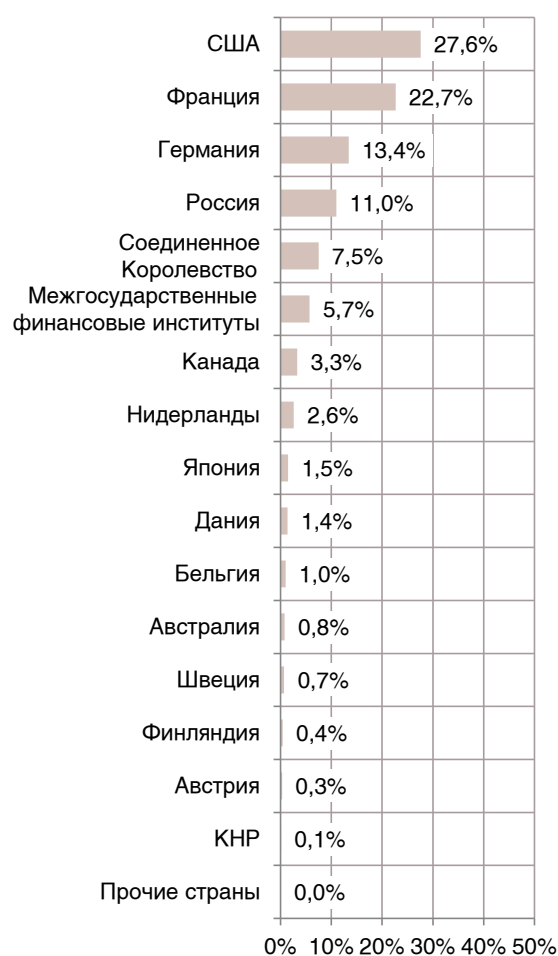 США 27,6%
Франция 22,7%
Германия 13,4%
Россия 11,0%
Соединенное
Королевство 7,5%
Межгосударственные
финансовые институты 5,7%
Канада 3,3%
Нидерланды 2,6%
Япония 1,5%
Дания 1,4%
Бельгия 1,0%
Австралия 0,8%
Швеция 0,7%
Финляндия 0,4%
Австрия 0,3%
КНР 0,1%
Прочие страны 0,0%
0% 10% 20% 30% 40% 50%